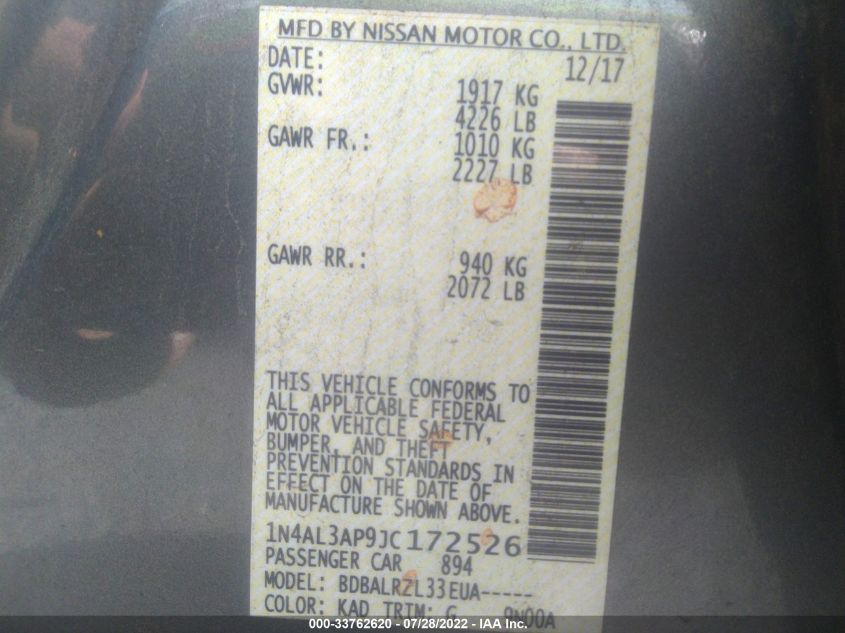 MFD BY NISSAN MOTOR CO., LTD.
DATE: 12/17
GVWR: 1917 KG
4226 LB
GAWR FR.: 1010 KG
2227 LB
GAWR RR.: 940 KG
2072 LB
THIS VEHICLE CONFORMS TO
ALL APPLICABLE FEDERAL
MOTOR VEHICLE SAFETY,
BUMPER, AND THEFT
PREVENTION STANDARDS IN
EFFECT ON THE DATE OF
MANUFACTURE SHOWN ABOVE.
1N4AL3AP9JC172526
PASSENGER CAR 894
MODEL: BDBALRZL33EUA-----
COLOR: KAD TRIM: G
000-33762620 - 07/28/2022 - IAA Inc.